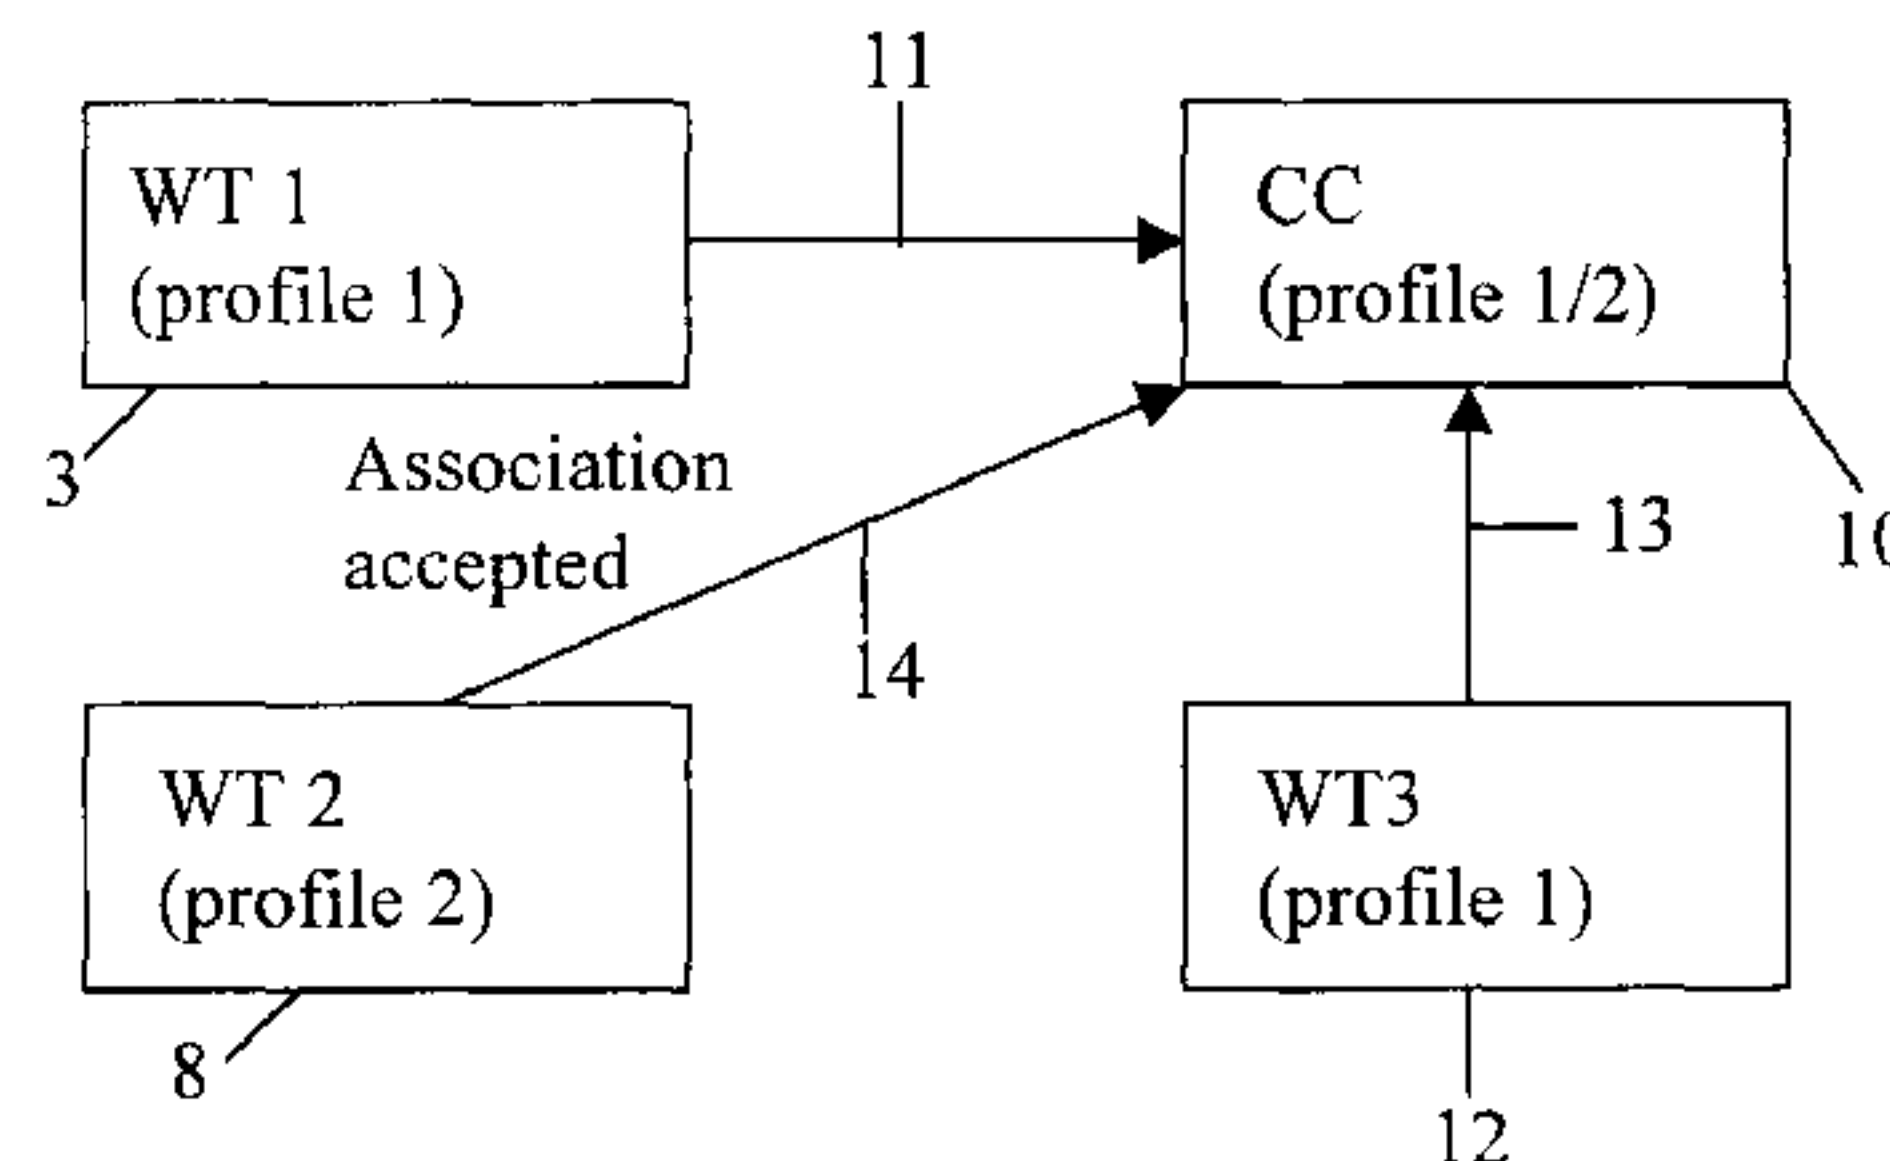 11
WT 1
(profile 1)
CC
(profile 1/2)
3
Association
accepted
13
10
14
WT 2
(profile 2)
WT3
(profile 1)
8
12